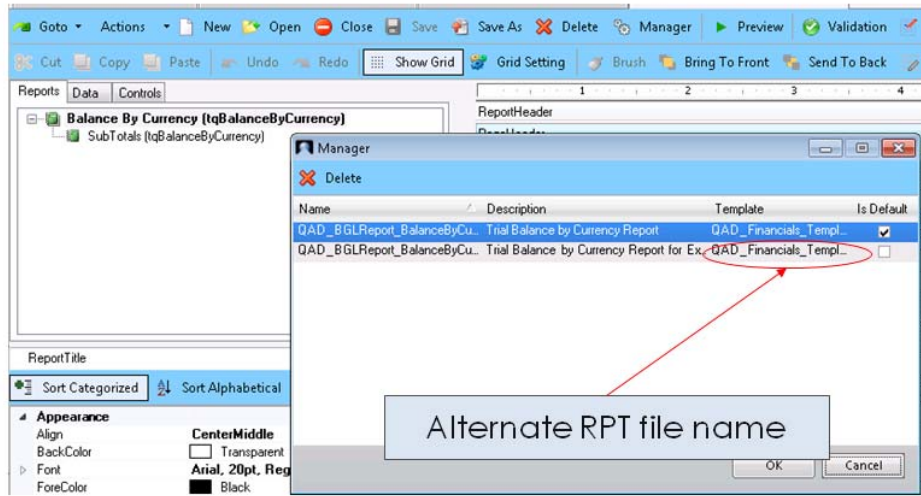 Goto Actions New Open Close Save Save As Delete Manager Preview Validation
Cut Copy Paste Undo Redo Show Grid Grid Setting Brush Bring To Front Send To Back
Reports Data Controls
1 2 3 4
ReportHeader
Balance By Currency (tqBalanceByCurrency)
SubTotals (tqBalanceByCurrency)
PageHeader
Manager
Delete
Name Description Template Is Default
QAD_BGLReport_BalanceByCu... Trial Balance by Currency Report QAD_Financials_Templ...
QAD_BGLReport_BalanceByCu... Trial Balance by Currency Report for Ex... QAD_Financials_Templ...
ReportTitle
Sort Categorized Sort Alphabetical
Alternate RPT file name
Appearance
Align CenterMiddle
BackColor Transparent
Font Arial, 20pt, Reg
ForeColor Black
OK Cancel